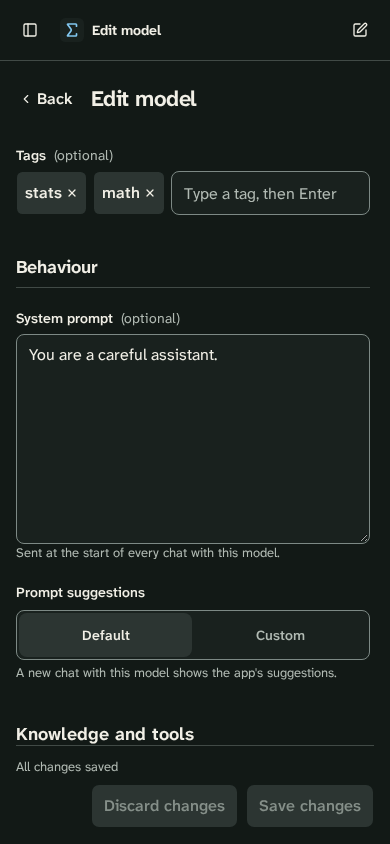 Edit model
Back Edit model
Tags (optional)
stats × math × Type a tag, then Enter
Behaviour
System prompt (optional)
You are a careful assistant.
Sent at the start of every chat with this model.
Prompt suggestions
Default Custom
A new chat with this model shows the app's suggestions.
Knowledge and tools
All changes saved
Discard changes Save changes